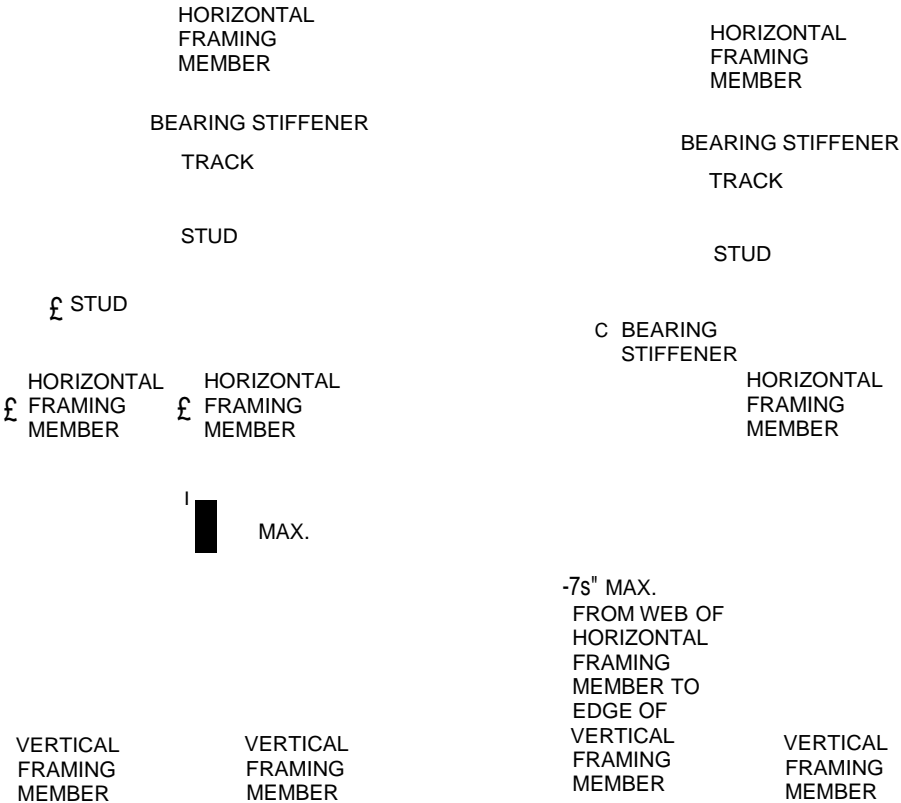 HORIZONTAL
FRAMING
MEMBER
BEARING STIFFENER
TRACK
STUD
£ STUD
HORIZONTAL
£ FRAMING
MEMBER
HORIZONTAL
£ FRAMING
MEMBER
I
MAX.
VERTICAL
FRAMING
MEMBER
VERTICAL
FRAMING
MEMBER
HORIZONTAL
FRAMING
MEMBER
BEARING STIFFENER
TRACK
STUD
C BEARING
STIFFENER
HORIZONTAL
FRAMING
MEMBER
-7s" MAX.
FROM WEB OF
HORIZONTAL
FRAMING
MEMBER TO
EDGE OF
VERTICAL
FRAMING
MEMBER
VERTICAL
FRAMING
MEMBER